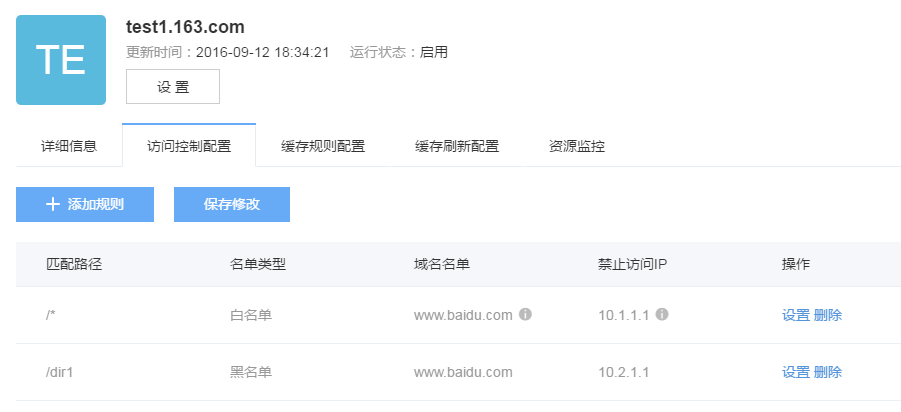 TE
test1.163.com
更新时间：2016-09-12 18:34:21 运行状态：启用
设 置
详细信息 访问控制配置 缓存规则配置 缓存刷新配置 资源监控
添加规则 保存修改
匹配路径 名单类型 域名名单 禁止访问IP 操作
/* 白名单 www.baidu.com 10.1.1.1 设置 删除
/dir1 黑名单 www.baidu.com 10.2.1.1 设置 删除